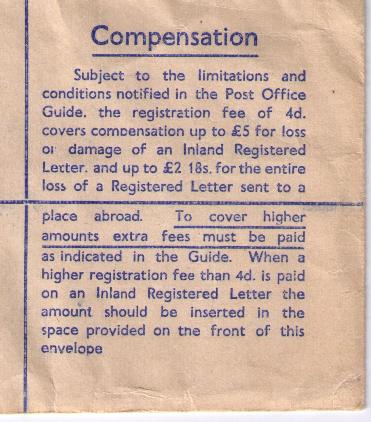 Compensation
Subject to the limitations and
conditions notified in the Post Office
Guide, the registration fee of 4d.
covers compensation up to £5 for loss
or damage of an Inland Registered
Letter, and up to £2 18s. for the entire
loss of a Registered Letter sent to a
place abroad. To cover higher
amounts extra fees must be paid
as indicated in the Guide. When a
higher registration fee than 4d. is paid
on an Inland Registered Letter the
amount should be inserted in the
space provided on the front of this
envelope